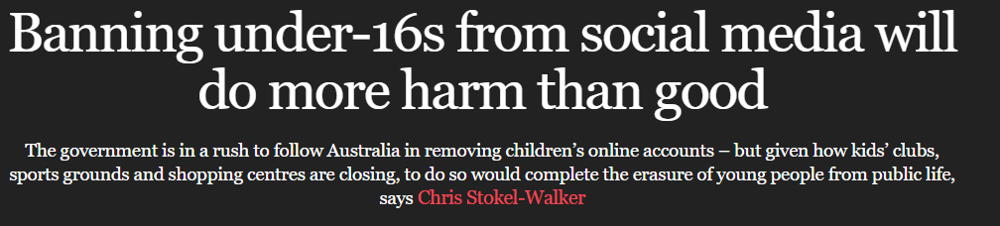 Banning under-16s from social media will
do more harm than good
The government is in a rush to follow Australia in removing children’s online accounts – but given how kids’ clubs,
sports grounds and shopping centres are closing, to do so would complete the erasure of young people from public life,
says Chris Stokel-Walker